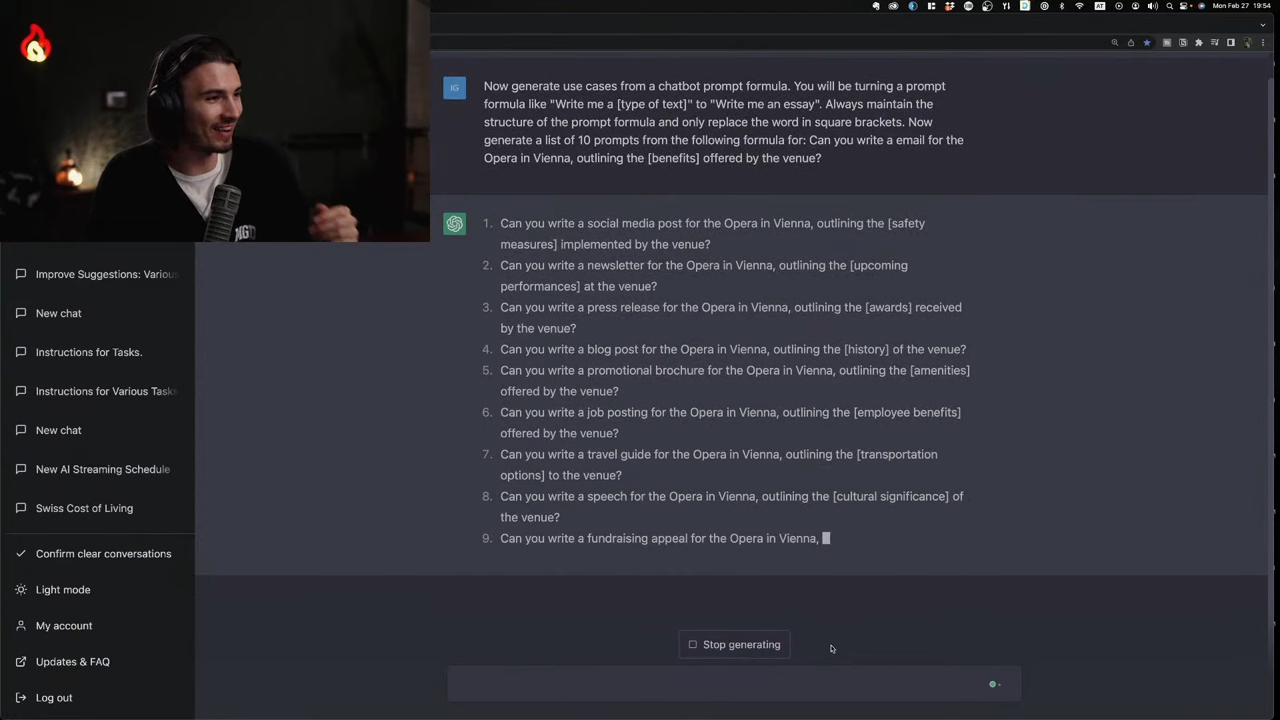 Mon Feb 27 19:54
IG
Now generate use cases from a chatbot prompt formula. You will be turning a prompt
formula like "Write me a [type of text]" to "Write me an essay". Always maintain the
structure of the prompt formula and only replace the word in square brackets. Now
generate a list of 10 prompts from the following formula for: Can you write a email for the
Opera in Vienna, outlining the [benefits] offered by the venue?
1. Can you write a social media post for the Opera in Vienna, outlining the [safety
measures] implemented by the venue?
2. Can you write a newsletter for the Opera in Vienna, outlining the [upcoming
performances] at the venue?
3. Can you write a press release for the Opera in Vienna, outlining the [awards] received
by the venue?
4. Can you write a blog post for the Opera in Vienna, outlining the [history] of the venue?
5. Can you write a promotional brochure for the Opera in Vienna, outlining the [amenities]
offered by the venue?
6. Can you write a job posting for the Opera in Vienna, outlining the [employee benefits]
offered by the venue?
7. Can you write a travel guide for the Opera in Vienna, outlining the [transportation
options] to the venue?
8. Can you write a speech for the Opera in Vienna, outlining the [cultural significance] of
the venue?
9. Can you write a fundraising appeal for the Opera in Vienna,
Stop generating
Improve Suggestions: Variou
New chat
Instructions for Tasks.
Instructions for Various Task
New chat
New AI Streaming Schedule
Swiss Cost of Living
Confirm clear conversations
Light mode
My account
Updates & FAQ
Log out